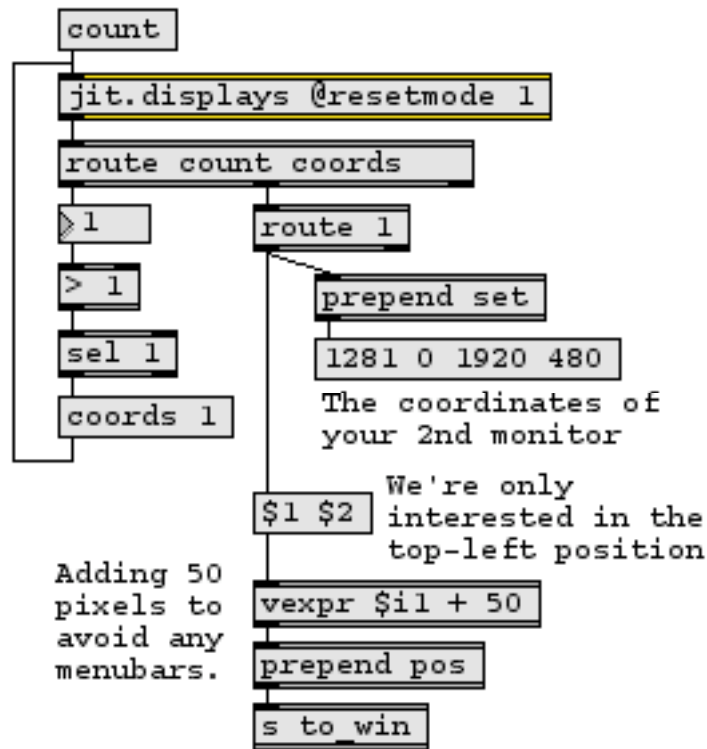 count
jit.displays @resetmode 1
route count coords
1
route 1
> 1
prepend set
sel 1
1281 0 1920 480
coords 1
The coordinates of
your 2nd monitor
$1 $2
We're only
interested in the
top-left position
Adding 50
pixels to
avoid any
menubars.
vexpr $i1 + 50
prepend pos
s to_win